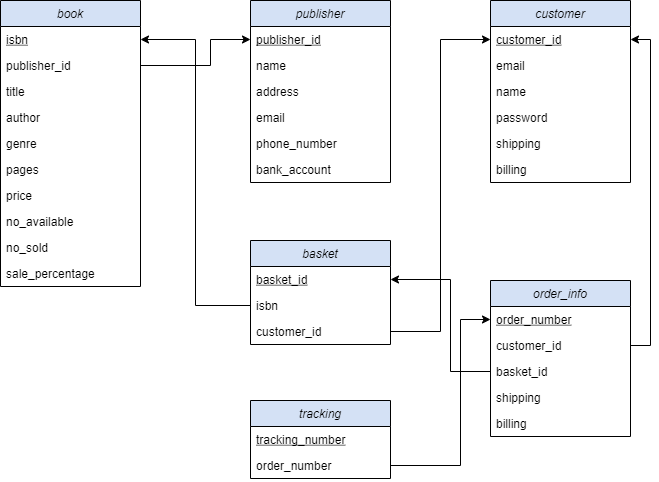 book
isbn
publisher_id
title
author
genre
pages
price
no_available
no_sold
sale_percentage
publisher
publisher_id
name
address
email
phone_number
bank_account
customer
customer_id
email
name
password
shipping
billing
basket
basket_id
isbn
customer_id
order_info
order_number
customer_id
basket_id
shipping
billing
tracking
tracking_number
order_number